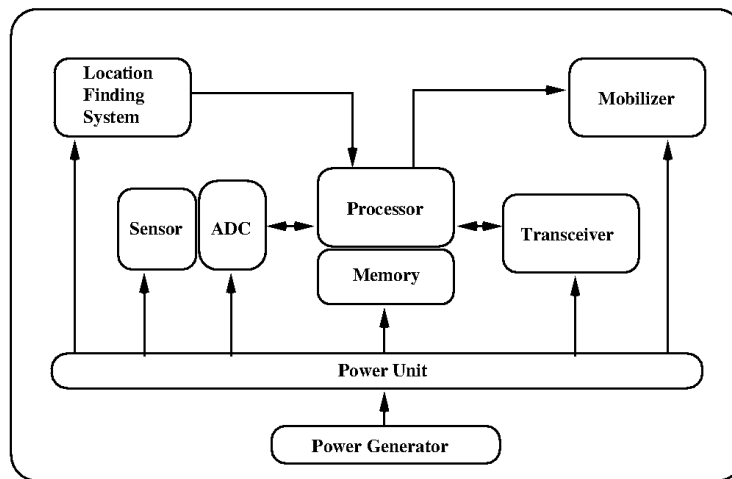 Location
Finding
System
Mobilizer
Processor
Sensor
ADC
Transceiver
Memory
Power Unit
Power Generator